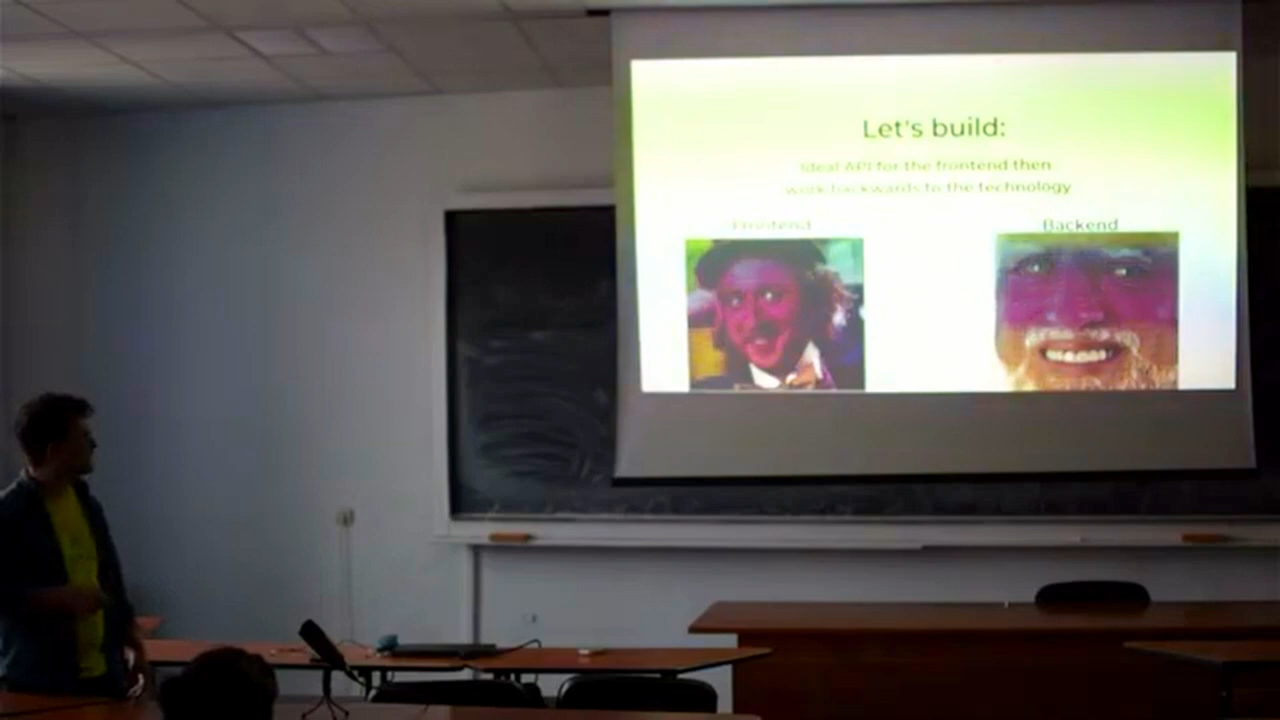 Let's build:
Ideal API for the frontend then
work backwards to the technology
Frontend
Backend